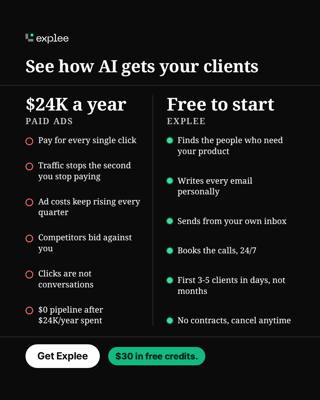 explee
See how AI gets your clients
$24K a year
PAID ADS
Pay for every single click
Traffic stops the second
you stop paying
Ad costs keep rising every
quarter
Competitors bid against
you
Clicks are not
conversations
$0 pipeline after
$24K/year spent
Free to start
EXPLEE
Finds the people who need
your product
Writes every email
personally
Sends from your own inbox
Books the calls, 24/7
First 3-5 clients in days, not
months
No contracts, cancel anytime
Get Explee
$30 in free credits.